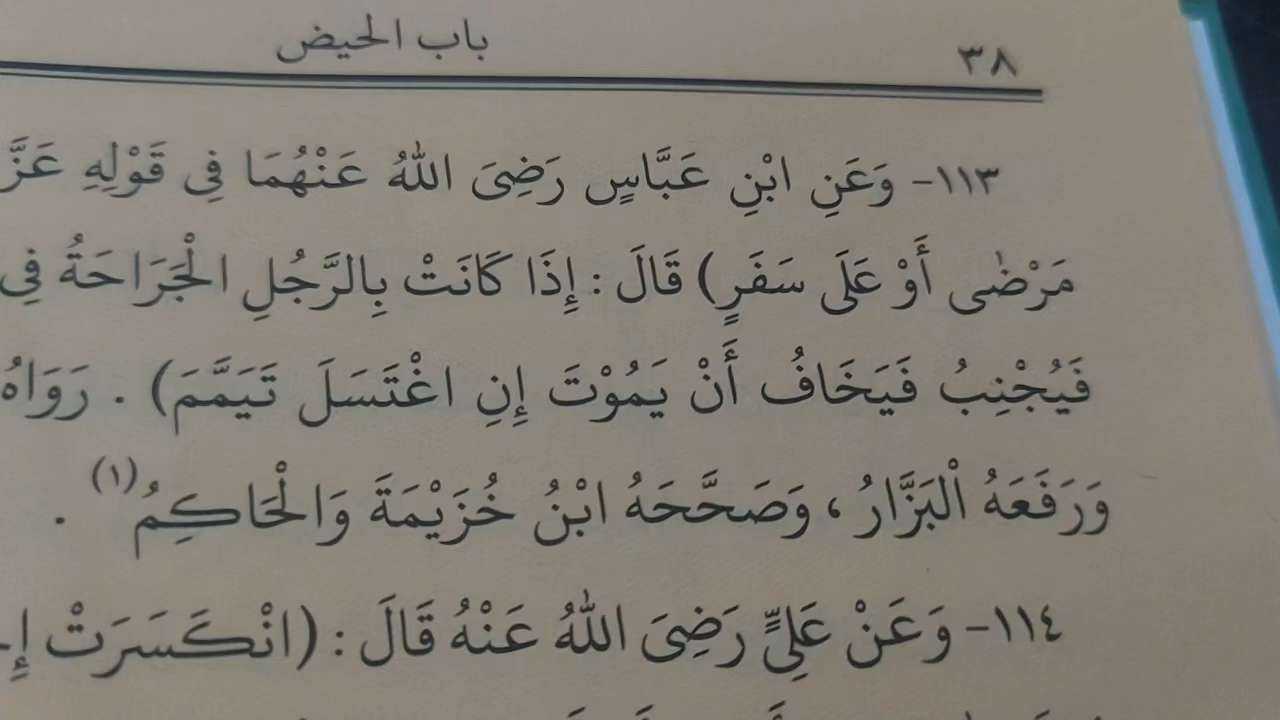 ٣٨
باب الحيض
١١٣- وَعَنِ ابْنِ عَبَّاسٍ رَضِىَ اللهُ عَنْهُمَا فِي قَوْلِهِ عَزَّ
مَرْضٰى أَوْ عَلَى سَفَرٍ) قَالَ : إِذَا كَانَتْ بِالرَّجُلِ الْجَرَاحَةُ فِي
فَيُجْنِبُ فَيَخَافُ أَنْ يَمُوْتَ إِنِ اغْتَسَلَ تَيَمَّمَ) . رَوَاهُ
وَرَفَعَهُ الْبَزَّارُ ، وَصَحَّحَهُ ابْنُ خُزَيْمَةَ وَالْحَاكِمُ(١) .
١١٤- وَعَنْ عَلِيٍّ رَضِىَ اللهُ عَنْهُ قَالَ : (انْكَسَرَتْ